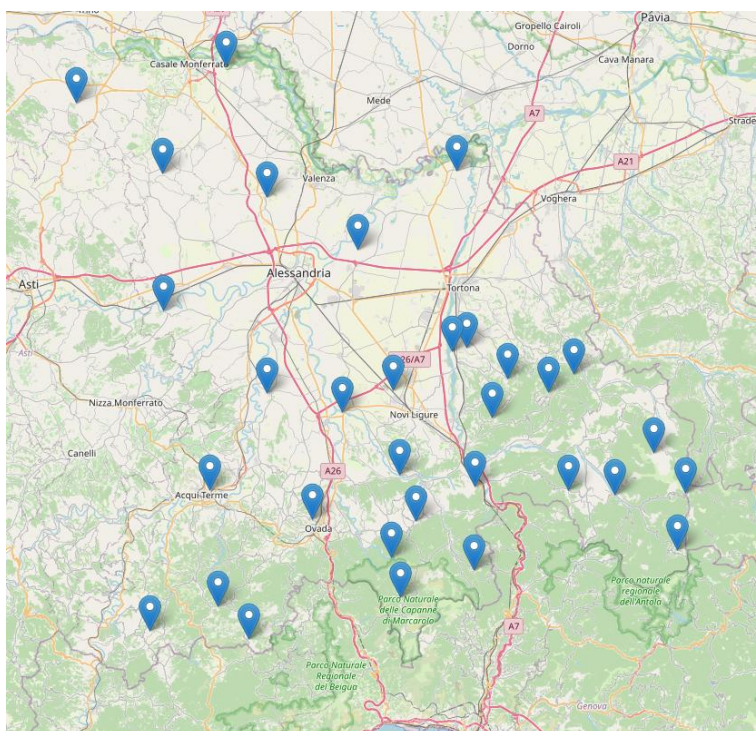 Pavia
Gropello Cairoli
Dorno
Cava Manara
Casale Monferrato
Mede
A7
Strade
A21
Valenza
Voghera
Asti
Alessandria
Tortona
Asti
26/A7
Nizza Monferrato
Novi Ligure
Canelli
A26
Acqui Terme
Ovada
Parco Naturale
delle Capanne
di Marcarolo
Parco naturale
regionale
dell'Antola
A7
Parco Naturale
Regionale
del Beigua
Genova